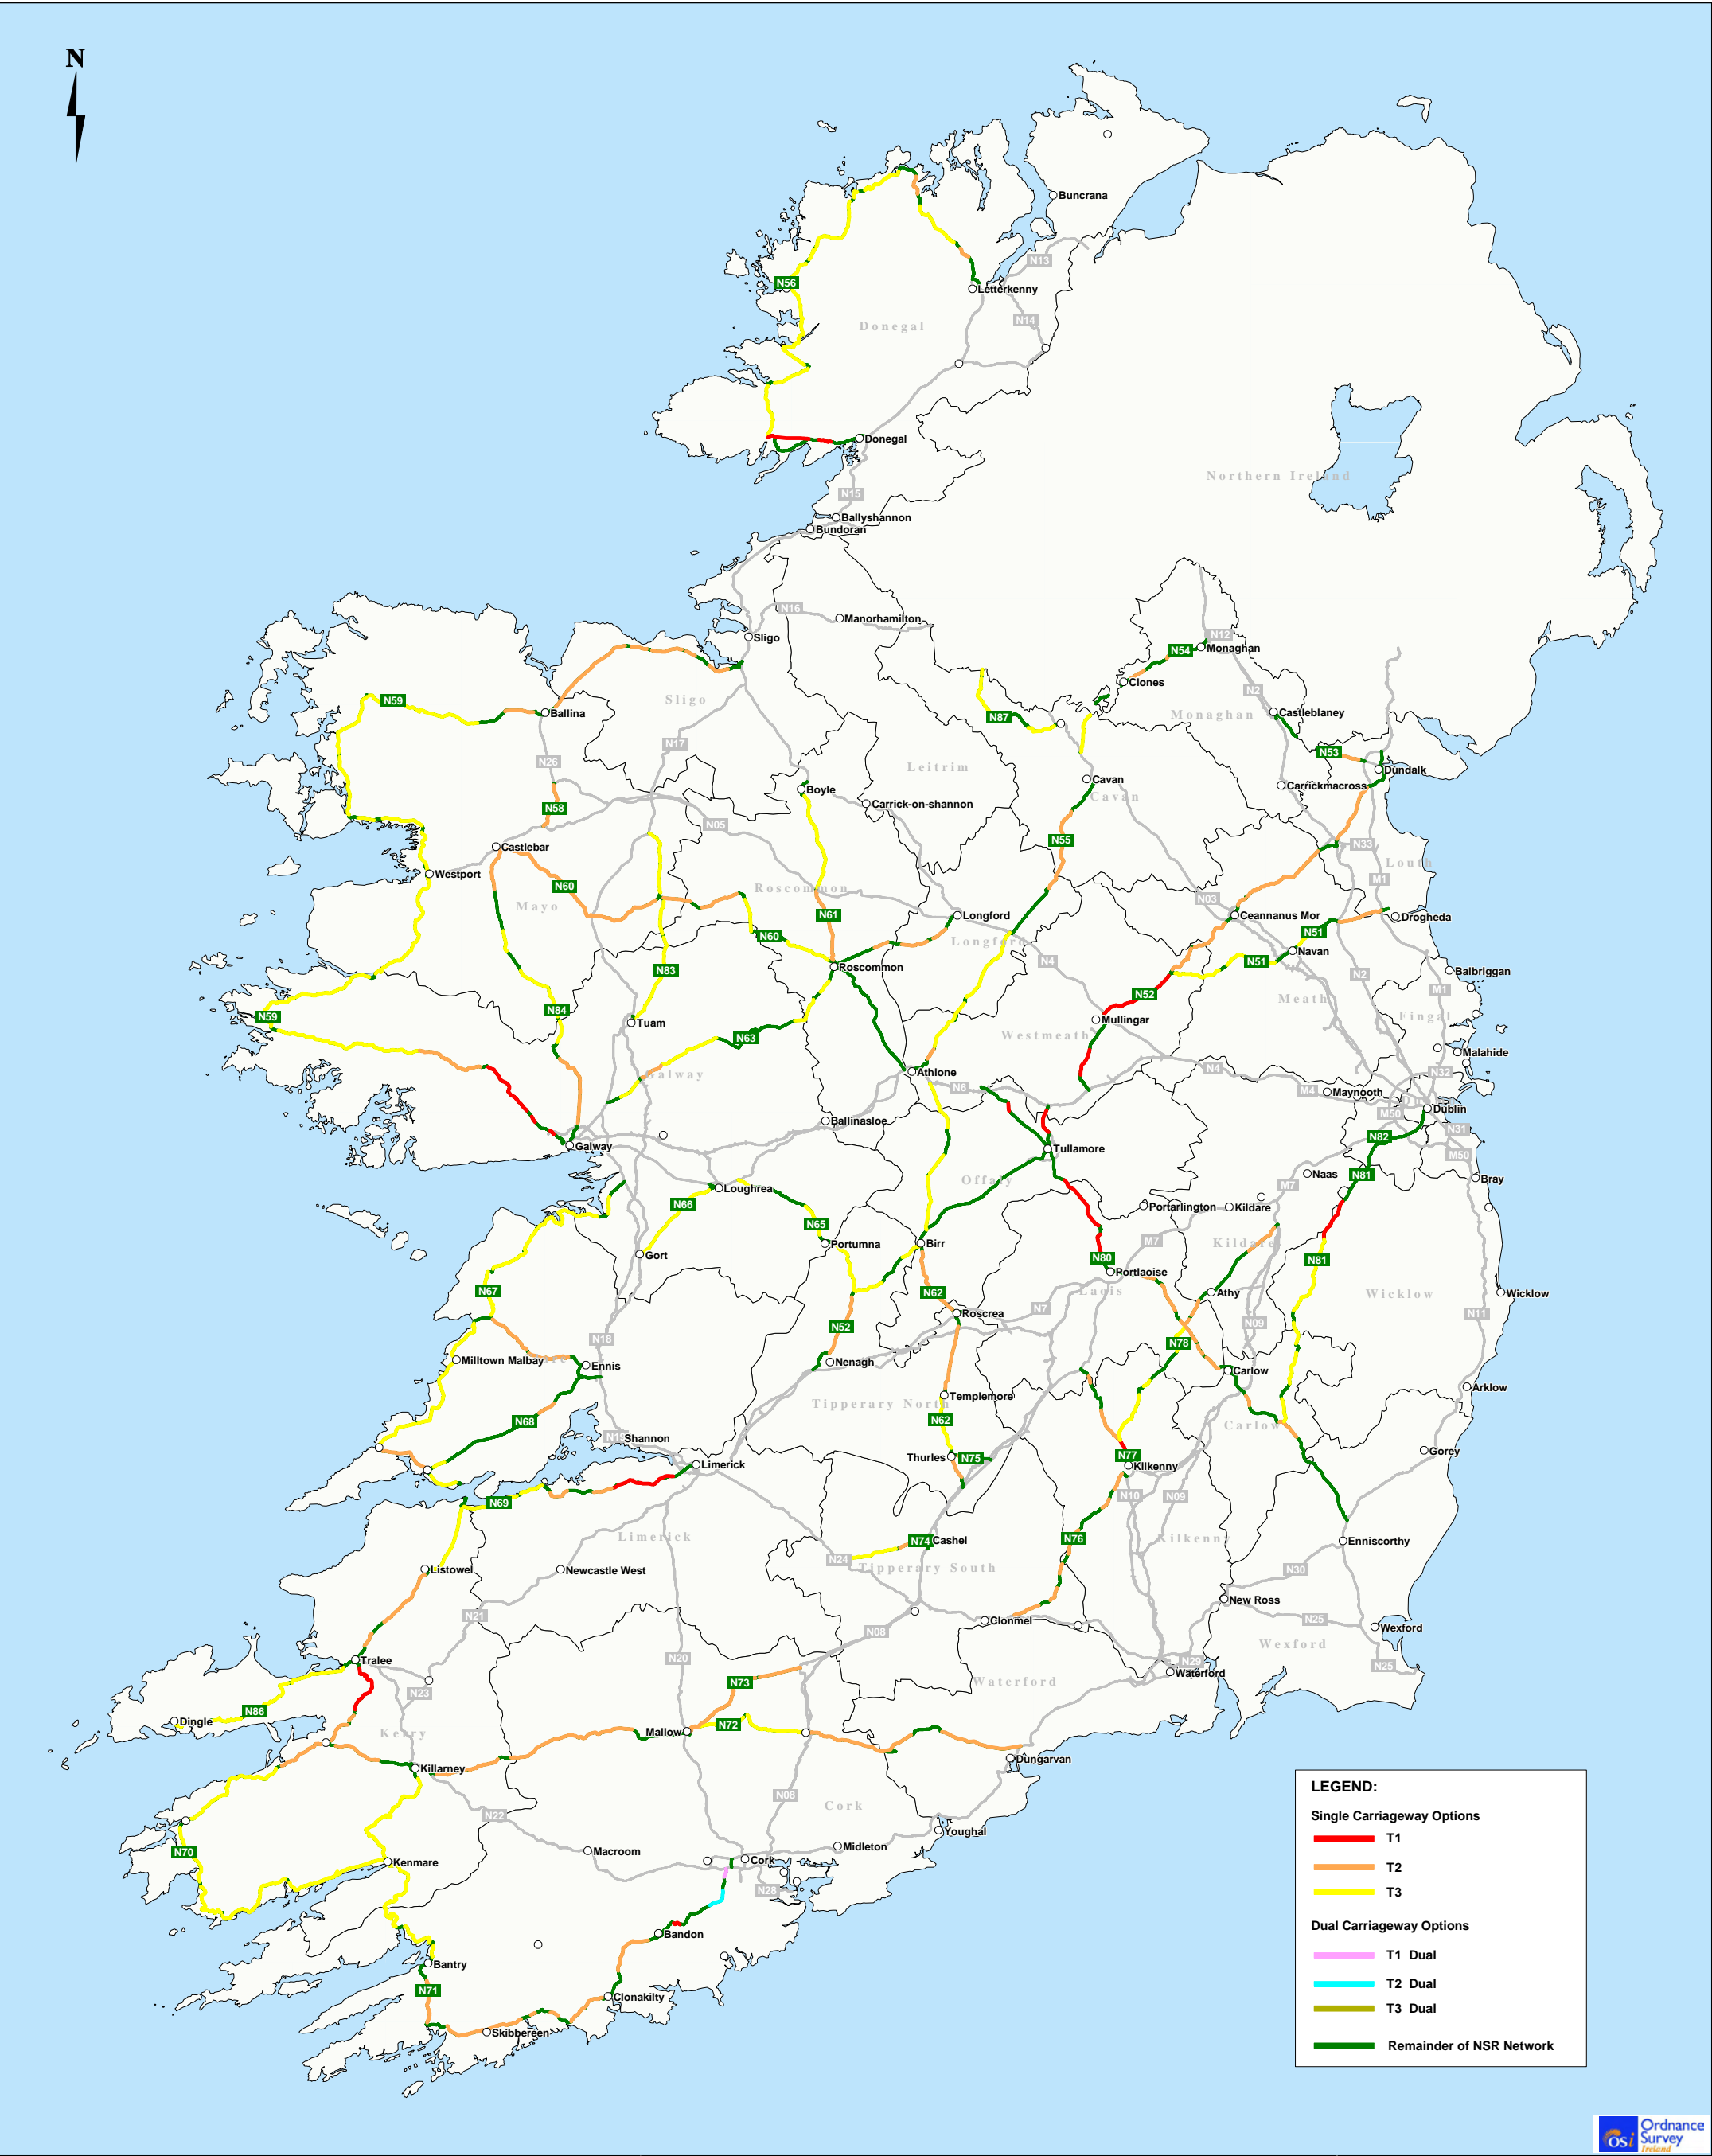 N
Buncrana
N13
N56
Letterkenny
N14
Donegal
Donegal
Northern Ireland
N15
Ballyshannon
Bundoran
N16
Manorhamilton
Sligo
N12
N54
Monaghan
Clones
Sligo
N59
Ballina
N87
N2
Castleblaney
Monaghan
N17
N53
N26
Leitrim
Dundalk
Cavan
Cavan
Boyle
Carrickmacross
Carrick-on-shannon
N58
N05
N55
N33
Castlebar
Louth
Westport
N60
Roscommon
M1
N03
Mayo
N61
Longford
Ceannanus Mor
Drogheda
N60
Longford
N51
Navan
N4
N51
Roscommon
N83
Balbriggan
N2
N52
M1
Meath
N84
N59
Tuam
Mullingar
Fingal
N63
Westmeath
Malahide
Galway
Athlone
N4
N32
N6
M4
Maynooth
Dublin
M50
Ballinasloe
N31
N82
Galway
Tullamore
M50
Naas
N81
Bray
Offaly
Loughrea
M7
N66
Portarlington
Kildare
N65
Portumna
Birr
M7
Kildare
Gort
N80
N81
Portlaoise
N67
N62
Laois
Athy
Wicklow
Wicklow
N7
Roscrea
N11
N52
N09
N18
N78
Milltown Malbay
Ennis
Nenagh
Carlow
Arklow
Templemore
Tipperary North
N68
N62
Carlow
N19
Shannon
Gorey
Thurles
N75
N77
Limerick
Kilkenny
N69
N10
N09
Limerick
N74
Cashel
N76
Kilkenny
Enniscorthy
N24
Tipperary South
Listowel
Newcastle West
N30
New Ross
N21
Clonmel
N25
N08
Wexford
Wexford
Tralee
N20
N29
N25
Waterford
N73
Waterford
N23
N86
Dingle
N72
Kerry
Mallow
Dungarvan
Killarney
N08
Cork
N22
Youghal
N70
Macroom
Midleton
Kenmare
Cork
N28
Bandon
Bantry
N71
Clonakilty
Skibbereen
LEGEND:
Single Carriageway Options
T1
T2
T3
Dual Carriageway Options
T1 Dual
T2 Dual
T3 Dual
Remainder of NSR Network
osi
Ordnance
Survey
Ireland